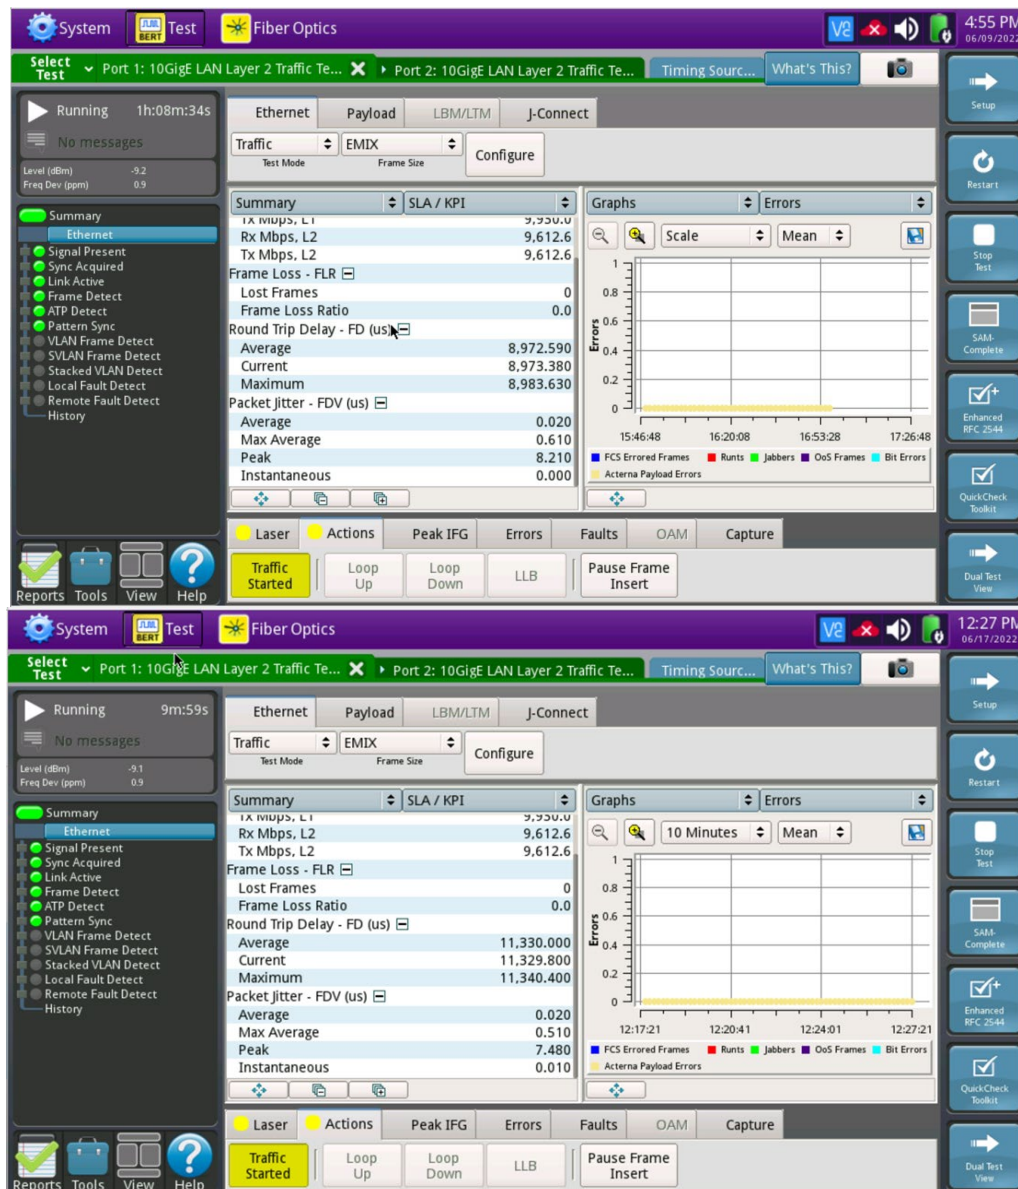 System Test Fiber Optics 4:55 PM
BERT 06/09/2022
Select Test Port 1: 10GigE LAN Layer 2 Traffic Te... Port 2: 10GigE LAN Layer 2 Traffic Te... Timing Sourc... What's This?
Setup
Restart
Stop Test
SAM-Complete
Enhanced RFC 2544
QuickCheck Toolkit
Dual Test View
Running 1h:08m:34s
No messages
Level (dBm) -9.2
Freq Dev (ppm) 0.9
Summary
Ethernet
Signal Present
Sync Acquired
Link Active
Frame Detect
ATP Detect
Pattern Sync
VLAN Frame Detect
SVLAN Frame Detect
Stacked VLAN Detect
Local Fault Detect
Remote Fault Detect
History
Reports Tools View Help
Ethernet Payload LBM/LTM J-Connect
Traffic EMIX Configure
Test Mode Frame Size
Summary SLA / KPI
Tx Mbps, L1 9,950.0
Rx Mbps, L2 9,612.6
Tx Mbps, L2 9,612.6
Frame Loss - FLR
Lost Frames 0
Frame Loss Ratio 0.0
Round Trip Delay - FD (us)
Average 8,972.590
Current 8,973.380
Maximum 8,983.630
Packet Jitter - FDV (us)
Average 0.020
Max Average 0.610
Peak 8.210
Instantaneous 0.000
Graphs Errors
Scale Mean
Errors
1
0.8
0.6
0.4
0.2
0
15:46:48 16:20:08 16:53:28 17:26:48
FCS Errored Frames Runts Jabbers OoS Frames Bit Errors
Acterna Payload Errors
Laser Actions Peak IFG Errors Faults OAM Capture
Traffic Started Loop Up Loop Down LLB Pause Frame Insert
System Test Fiber Optics 12:27 PM
BERT 06/17/2022
Select Test Port 1: 10GigE LAN Layer 2 Traffic Te... Port 2: 10GigE LAN Layer 2 Traffic Te... Timing Sourc... What's This?
Setup
Restart
Stop Test
SAM-Complete
Enhanced RFC 2544
QuickCheck Toolkit
Dual Test View
Running 9m:59s
No messages
Level (dBm) -9.1
Freq Dev (ppm) 0.9
Summary
Ethernet
Signal Present
Sync Acquired
Link Active
Frame Detect
ATP Detect
Pattern Sync
VLAN Frame Detect
SVLAN Frame Detect
Stacked VLAN Detect
Local Fault Detect
Remote Fault Detect
History
Reports Tools View Help
Ethernet Payload LBM/LTM J-Connect
Traffic EMIX Configure
Test Mode Frame Size
Summary SLA / KPI
Tx Mbps, L1 9,950.0
Rx Mbps, L2 9,612.6
Tx Mbps, L2 9,612.6
Frame Loss - FLR
Lost Frames 0
Frame Loss Ratio 0.0
Round Trip Delay - FD (us)
Average 11,330.000
Current 11,329.800
Maximum 11,340.400
Packet Jitter - FDV (us)
Average 0.020
Max Average 0.510
Peak 7.480
Instantaneous 0.010
Graphs Errors
10 Minutes Mean
Errors
1
0.8
0.6
0.4
0.2
0
12:17:21 12:20:41 12:24:01 12:27:21
FCS Errored Frames Runts Jabbers OoS Frames Bit Errors
Acterna Payload Errors
Laser Actions Peak IFG Errors Faults OAM Capture
Traffic Started Loop Up Loop Down LLB Pause Frame Insert